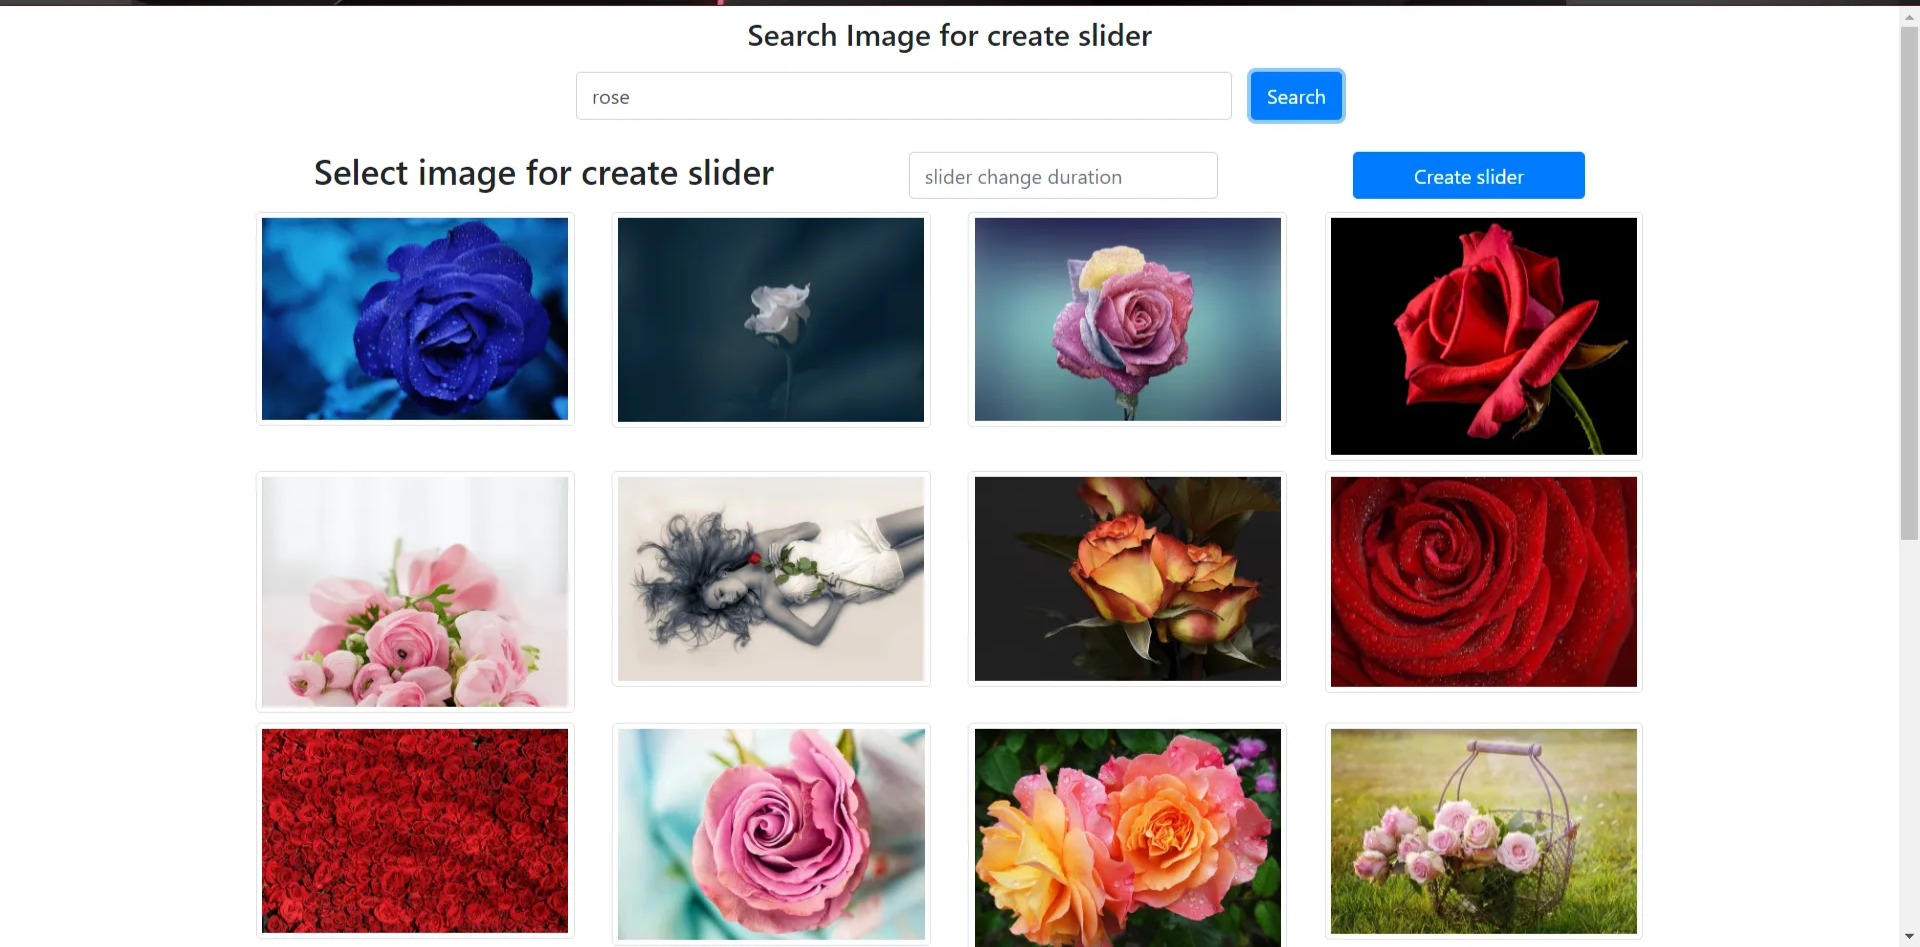 Search Image for create slider
rose
Search
Select image for create slider
slider change duration
Create slider